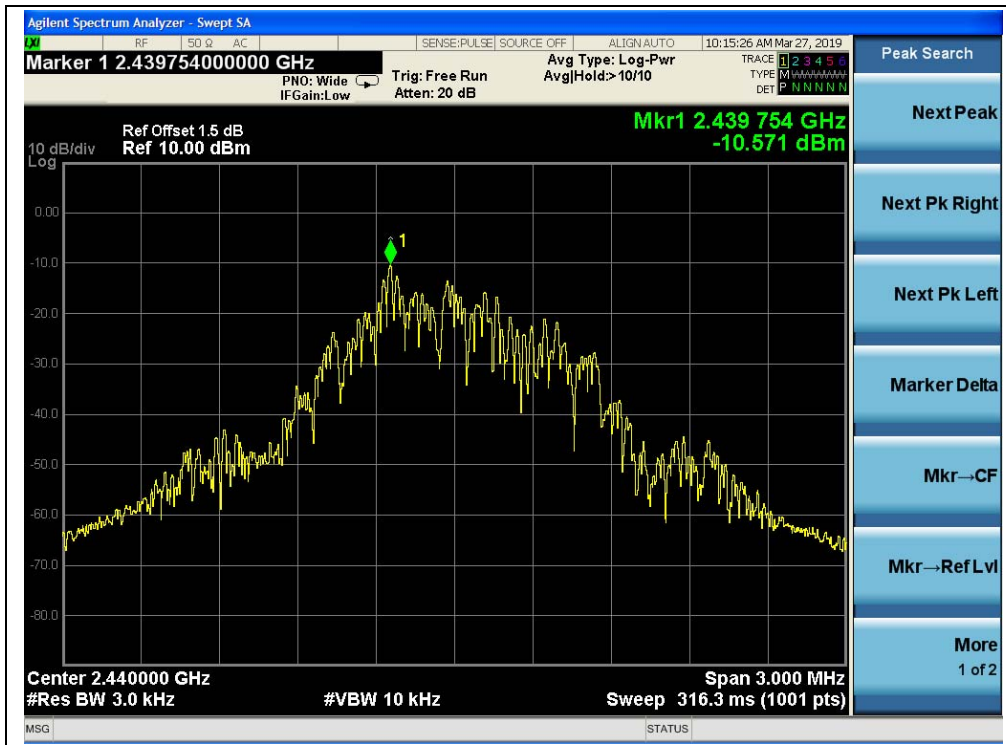 Agilent Spectrum Analyzer - Swept SA
LXI RF 50 Ω AC SENSE:PULSE SOURCE OFF ALIGN AUTO 10:15:26 AM Mar 27, 2019
Marker 1 2.439754000000 GHz
PNO: Wide
IFGain:Low
Trig: Free Run
Atten: 20 dB
Avg Type: Log-Pwr
Avg|Hold:>10/10
TRACE 1 2 3 4 5 6
TYPE M
DET P N N N N N
Mkr1 2.439 754 GHz
-10.571 dBm
Ref Offset 1.5 dB
10 dB/div Ref 10.00 dBm
Log
0.00
1
-10.0
-20.0
-30.0
-40.0
-50.0
-60.0
-70.0
-80.0
Center 2.440000 GHz Span 3.000 MHz
#Res BW 3.0 kHz #VBW 10 kHz Sweep 316.3 ms (1001 pts)
MSG STATUS
Peak Search
Next Peak
Next Pk Right
Next Pk Left
Marker Delta
Mkr→CF
Mkr→Ref Lvl
More
1 of 2